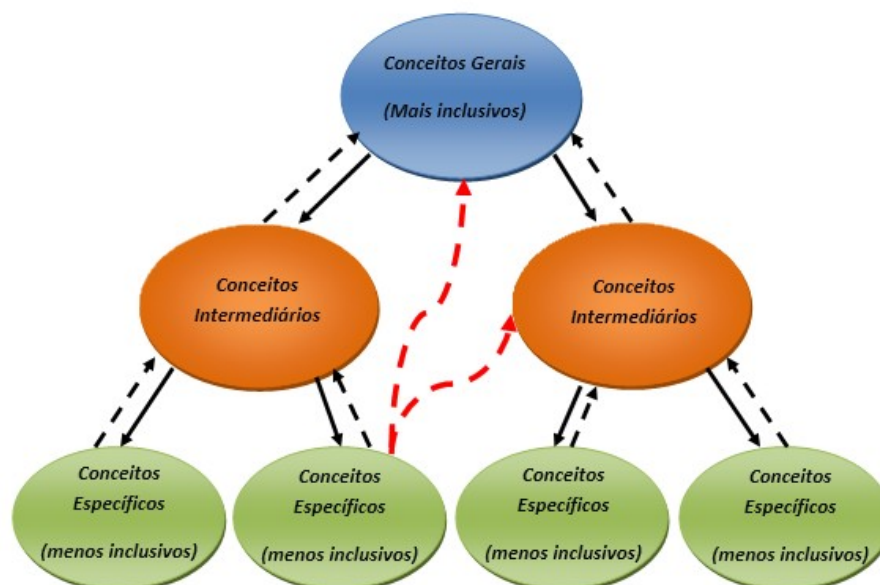 Conceitos Gerais
(Mais inclusivos)
Conceitos
Intermediários
Conceitos
Intermediários
Conceitos
Específicos
(menos inclusivos)
Conceitos
Específicos
(menos inclusivos)
Conceitos
Específicos
(menos inclusivos)
Conceitos
Específicos
(menos inclusivos)